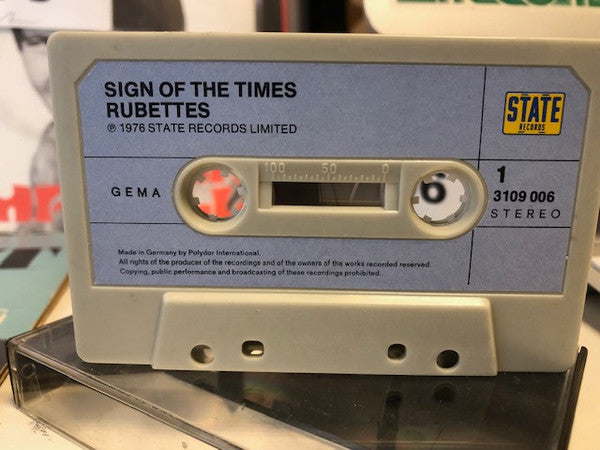 SIGN OF THE TIMES
RUBETTES
℗ 1976 STATE RECORDS LIMITED
STATE
RECORDS
100 50 0
GEMA
1
3109 006
STEREO
Made in Germany by Polydor International.
All rights of the producer of the recordings and of the owners of the works recorded reserved.
Copying, public performance and broadcasting of these recordings prohibited.